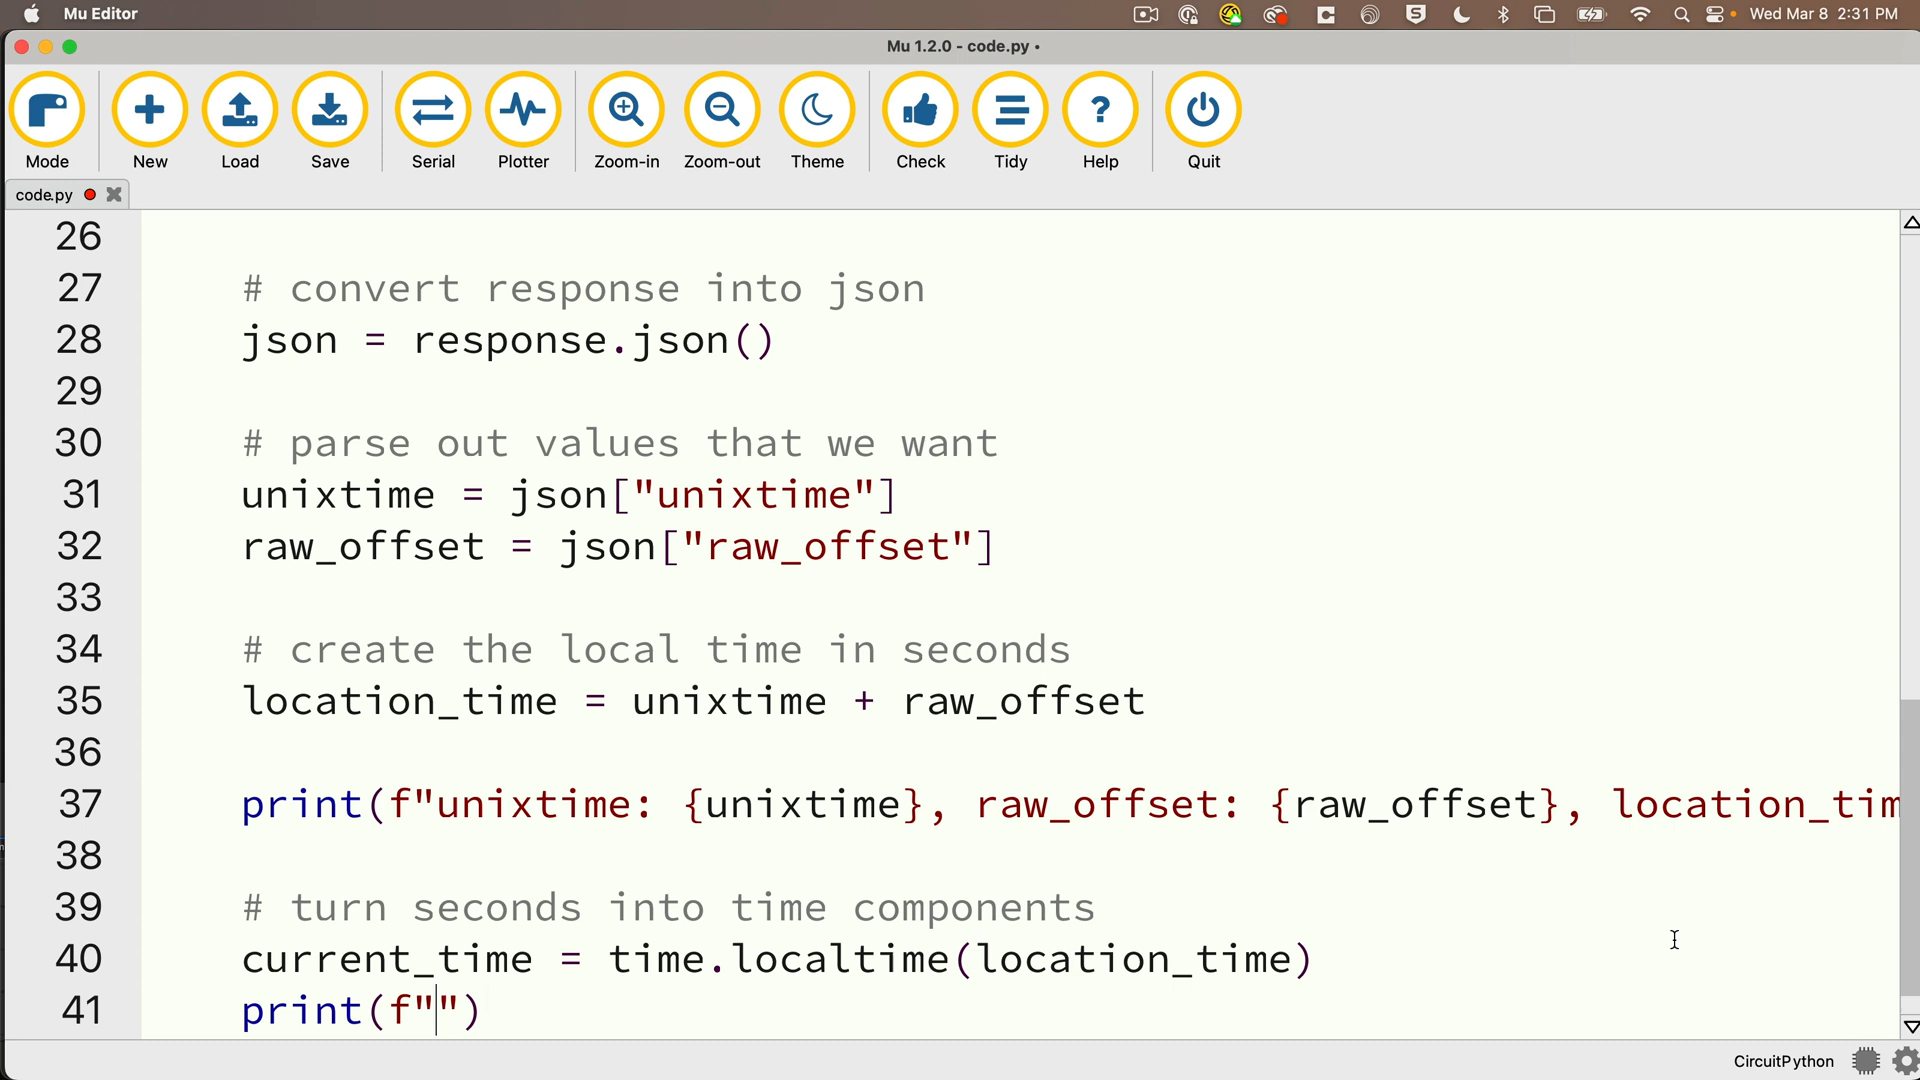 Mu Editor
Wed Mar 8 2:31 PM
Mu 1.2.0 - code.py •
Mode New Load Save Serial Plotter Zoom-in Zoom-out Theme Check Tidy Help Quit
code.py
26
27 # convert response into json
28 json = response.json()
29
30 # parse out values that we want
31 unixtime = json["unixtime"]
32 raw_offset = json["raw_offset"]
33
34 # create the local time in seconds
35 location_time = unixtime + raw_offset
36
37 print(f"unixtime: {unixtime}, raw_offset: {raw_offset}, location_tim
38
39 # turn seconds into time components
40 current_time = time.localtime(location_time)
41 print(f"")
CircuitPython